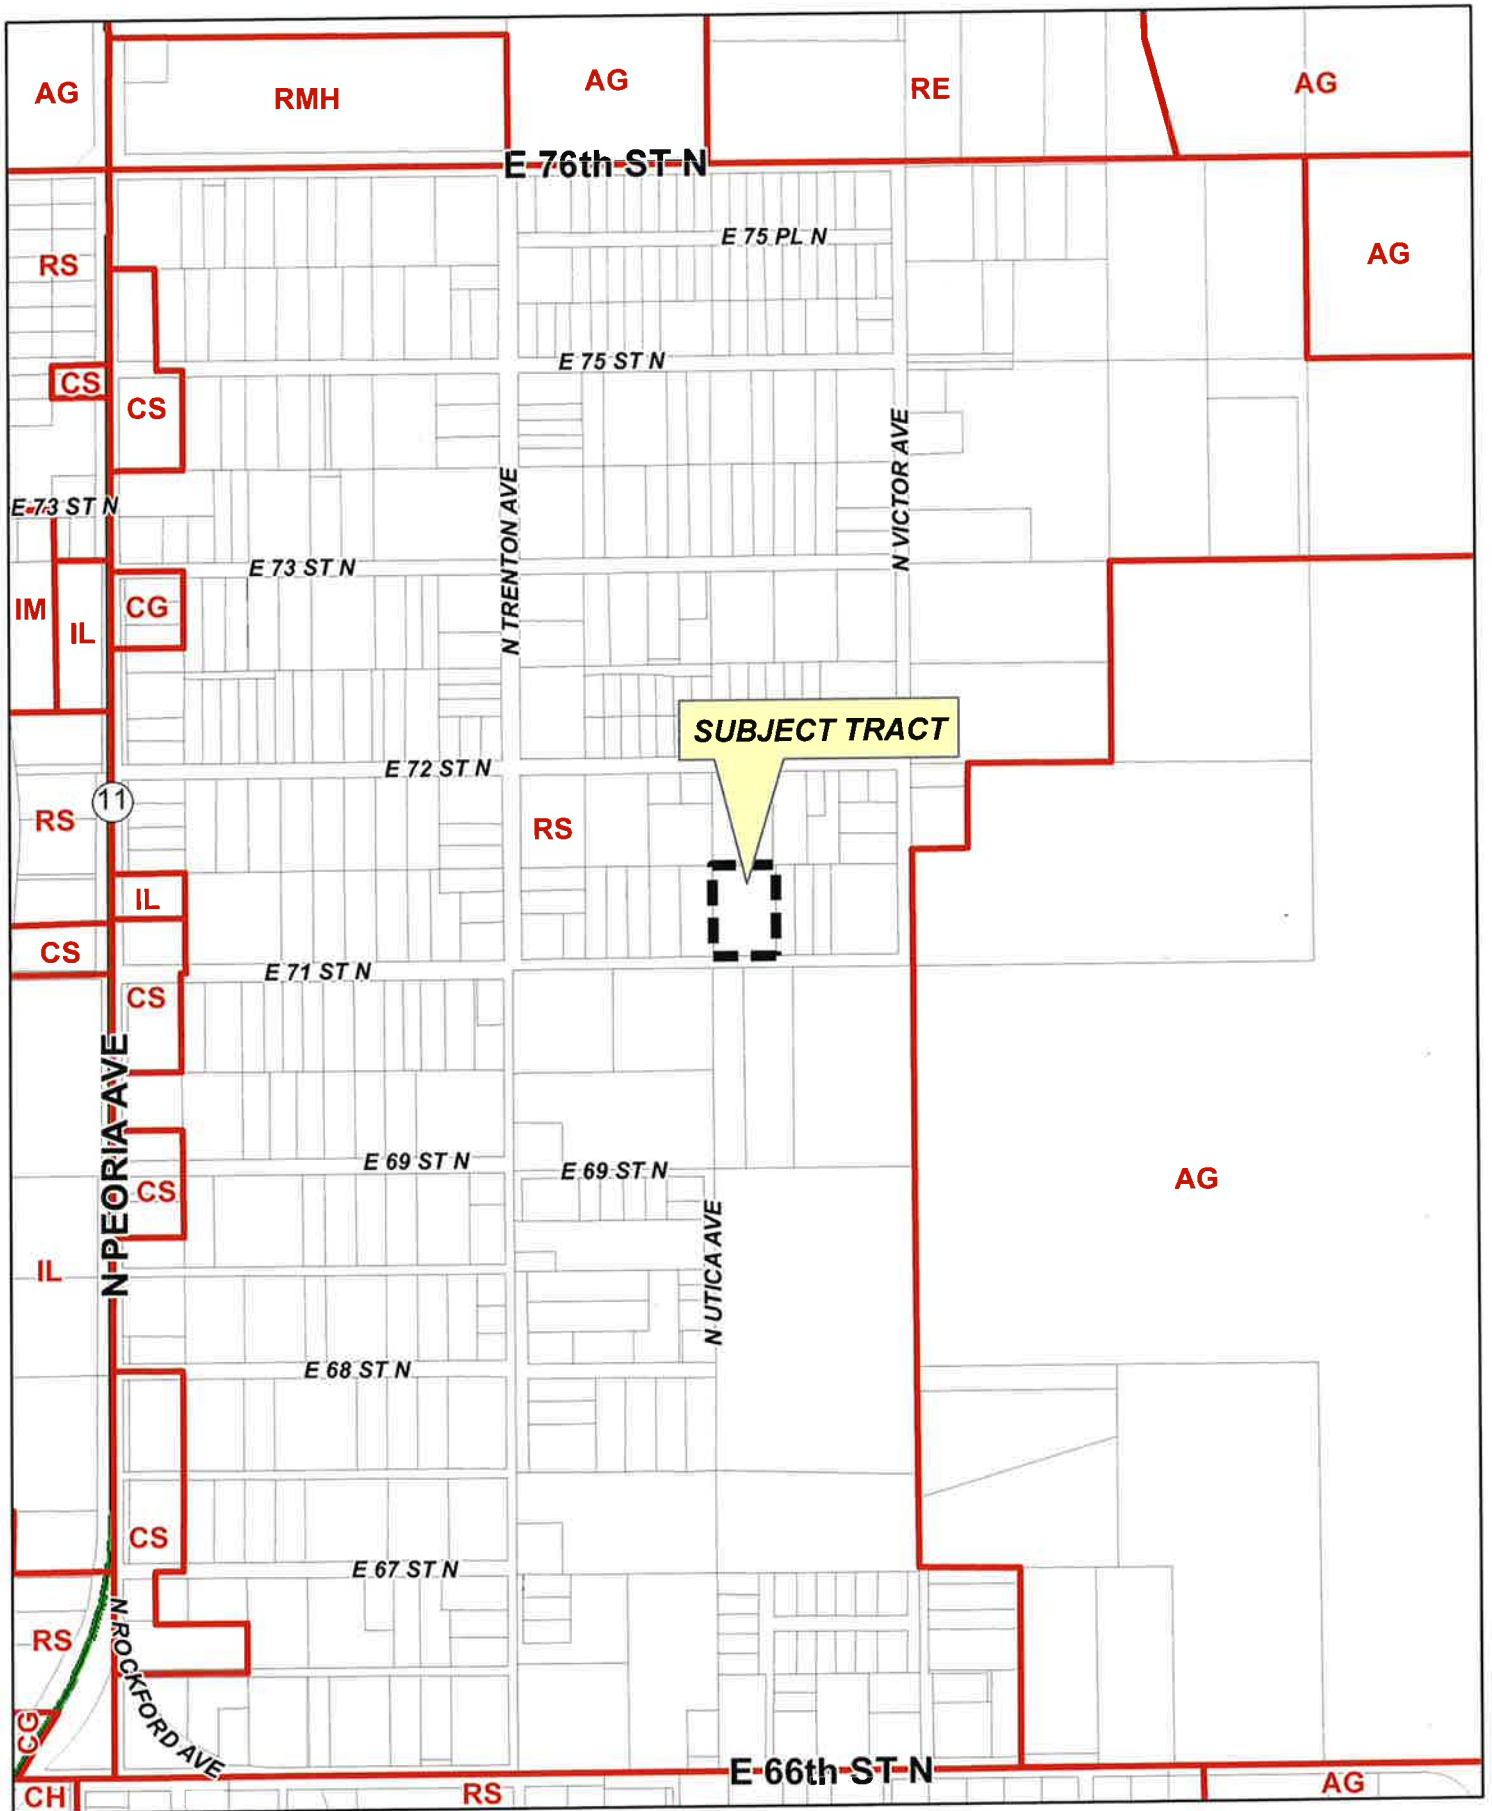 AG
RMH
AG
RE
AG
E 76th ST N
E 75 PL N
RS
AG
E 75 ST N
CS
CS
N TRENTON AVE
N VICTOR AVE
E 73 ST N
E 73 ST N
IM
IL
CG
SUBJECT TRACT
E 72 ST N
11
RS
RS
IL
CS
E 71 ST N
CS
N PEORIA AVE
E 69 ST N
E 69 ST N
CS
AG
N UTICA AVE
IL
E 68 ST N
CS
E 67 ST N
RS
N ROCKFORD AVE
CG
E 66th ST N
CH
RS
AG